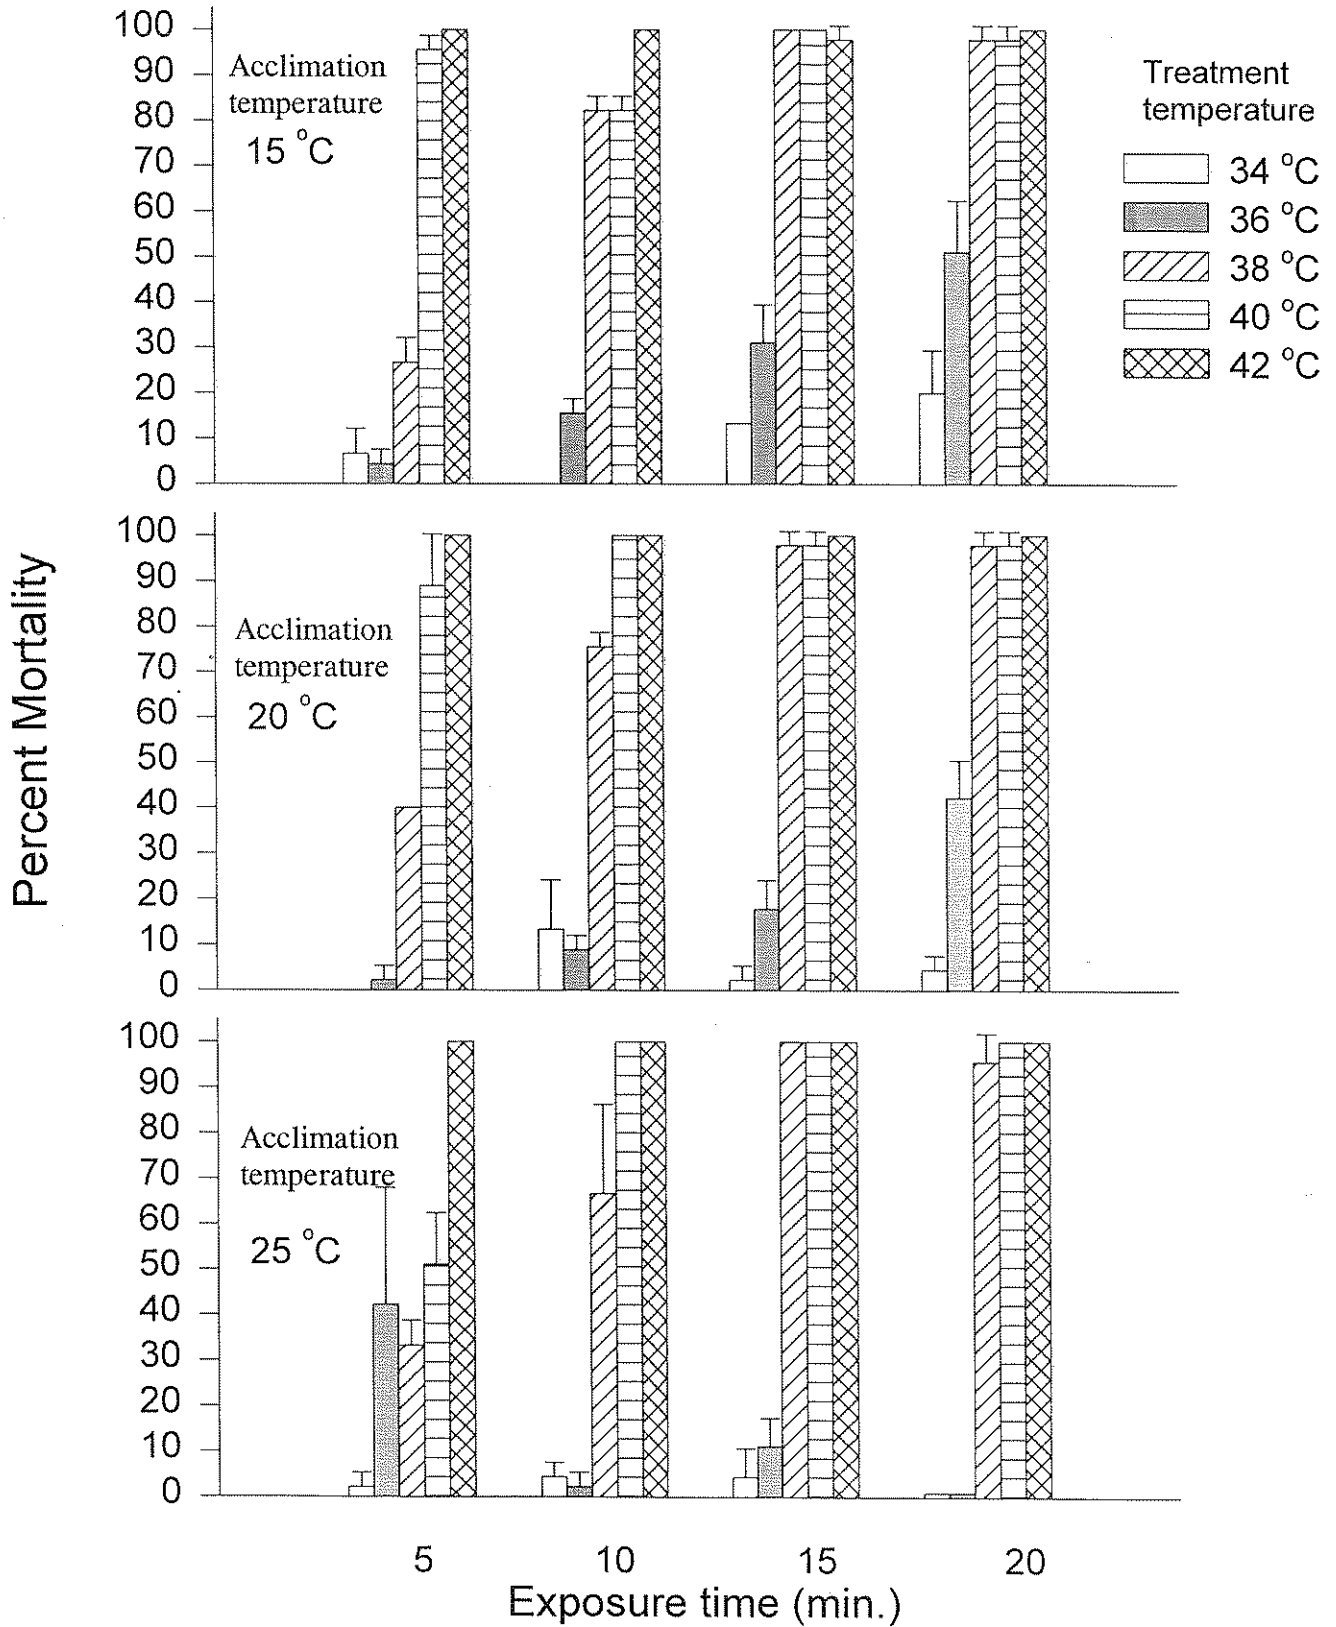 100
90
80
70
60
50
40
30
20
10
0
Acclimation
temperature
15 °C
Treatment
temperature
34 °C
36 °C
38 °C
40 °C
42 °C
Percent Mortality
100
90
80
70
60
50
40
30
20
10
0
Acclimation
temperature
20 °C
100
90
80
70
60
50
40
30
20
10
0
Acclimation
temperature
25 °C
5 10 15 20
Exposure time (min.)